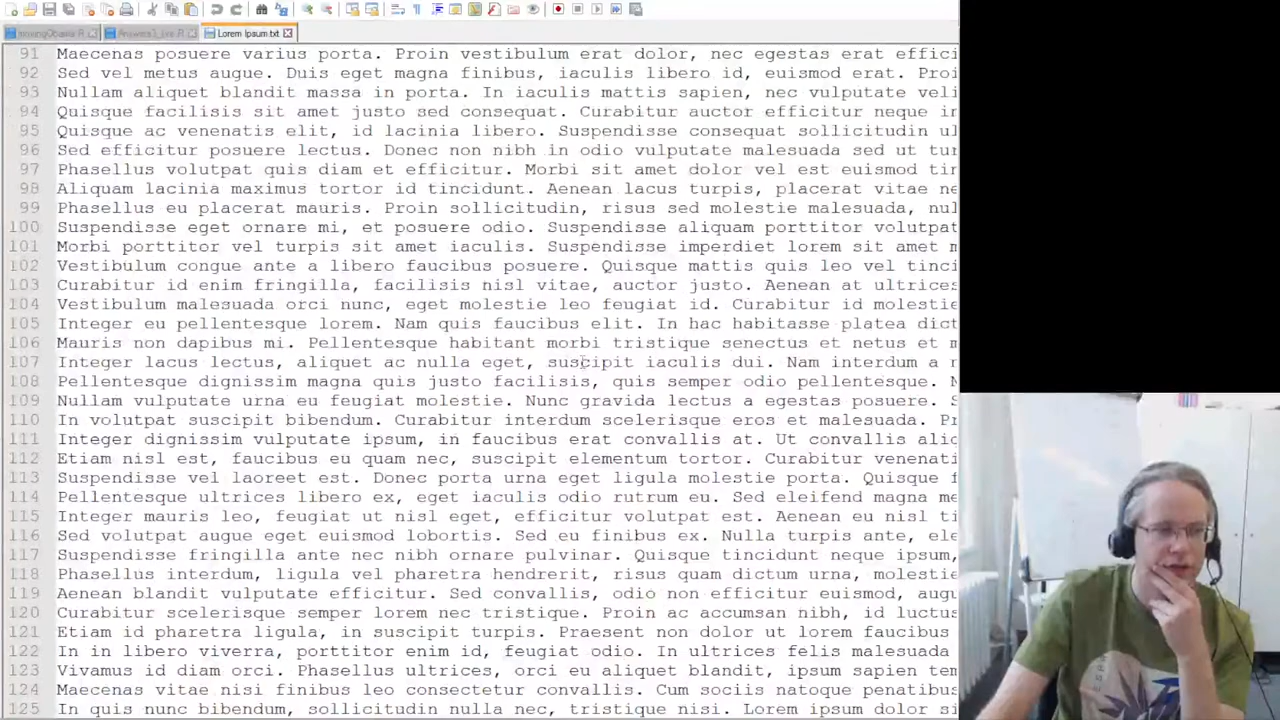 movingObjects.R
Answers1_live.R
Lorem Ipsum.txt
91 Maecenas posuere varius porta. Proin vestibulum erat dolor, nec egestas erat effici
92 Sed vel metus augue. Duis eget magna finibus, iaculis libero id, euismod erat. Proi
93 Nullam aliquet blandit massa in porta. In iaculis mattis sapien, nec vulputate veli
94 Quisque facilisis sit amet justo sed consequat. Curabitur auctor efficitur neque in
95 Quisque ac venenatis elit, id lacinia libero. Suspendisse consequat sollicitudin ul
96 Sed efficitur posuere lectus. Donec non nibh in odio vulputate malesuada sed ut tur
97 Phasellus volutpat quis diam et efficitur. Morbi sit amet dolor vel est euismod tin
98 Aliquam lacinia maximus tortor id tincidunt. Aenean lacus turpis, placerat vitae ne
99 Phasellus eu placerat mauris. Proin sollicitudin, risus sed molestie malesuada, nul
100 Suspendisse eget ornare mi, et posuere odio. Suspendisse aliquam porttitor volutpat
101 Morbi porttitor vel turpis sit amet iaculis. Suspendisse imperdiet lorem sit amet m
102 Vestibulum congue ante a libero faucibus posuere. Quisque mattis quis leo vel tinci
103 Curabitur id enim fringilla, facilisis nisl vitae, auctor justo. Aenean at ultrices
104 Vestibulum malesuada orci nunc, eget molestie leo feugiat id. Curabitur id molestie
105 Integer eu pellentesque lorem. Nam quis faucibus elit. In hac habitasse platea dict
106 Mauris non dapibus mi. Pellentesque habitant morbi tristique senectus et netus et m
107 Integer lacus lectus, aliquet ac nulla eget, suscipit iaculis dui. Nam interdum a r
108 Pellentesque dignissim magna quis justo facilisis, quis semper odio pellentesque. N
109 Nullam vulputate urna eu feugiat molestie. Nunc gravida lectus a egestas posuere. S
110 In volutpat suscipit bibendum. Curabitur interdum scelerisque eros et malesuada. Pr
111 Integer dignissim vulputate ipsum, in faucibus erat convallis at. Ut convallis alic
112 Etiam nisl est, faucibus eu quam nec, suscipit elementum tortor. Curabitur venenati
113 Suspendisse vel laoreet est. Donec porta urna eget ligula molestie porta. Quisque f
114 Pellentesque ultrices libero ex, eget iaculis odio rutrum eu. Sed eleifend magna me
115 Integer mauris leo, feugiat ut nisl eget, efficitur volutpat est. Aenean eu nisl ti
116 Sed volutpat augue eget euismod lobortis. Sed eu finibus ex. Nulla turpis ante, ele
117 Suspendisse fringilla ante nec nibh ornare pulvinar. Quisque tincidunt neque ipsum,
118 Phasellus interdum, ligula vel pharetra hendrerit, risus quam dictum urna, molestie
119 Aenean blandit vulputate efficitur. Sed convallis, odio non efficitur euismod, augu
120 Curabitur scelerisque semper lorem nec tristique. Proin ac accumsan nibh, id luctus
121 Etiam id pharetra ligula, in suscipit turpis. Praesent non dolor ut lorem faucibus
122 In in libero viverra, porttitor enim id, feugiat odio. In ultrices felis malesuada
123 Vivamus id diam orci. Phasellus ultrices, orci eu aliquet blandit, ipsum sapien tem
124 Maecenas vitae nisi finibus leo consectetur convallis. Cum sociis natoque penatibus
125 In quis nunc bibendum, sollicitudin nulla nec, tristique nisi. Lorem ipsum dolor si